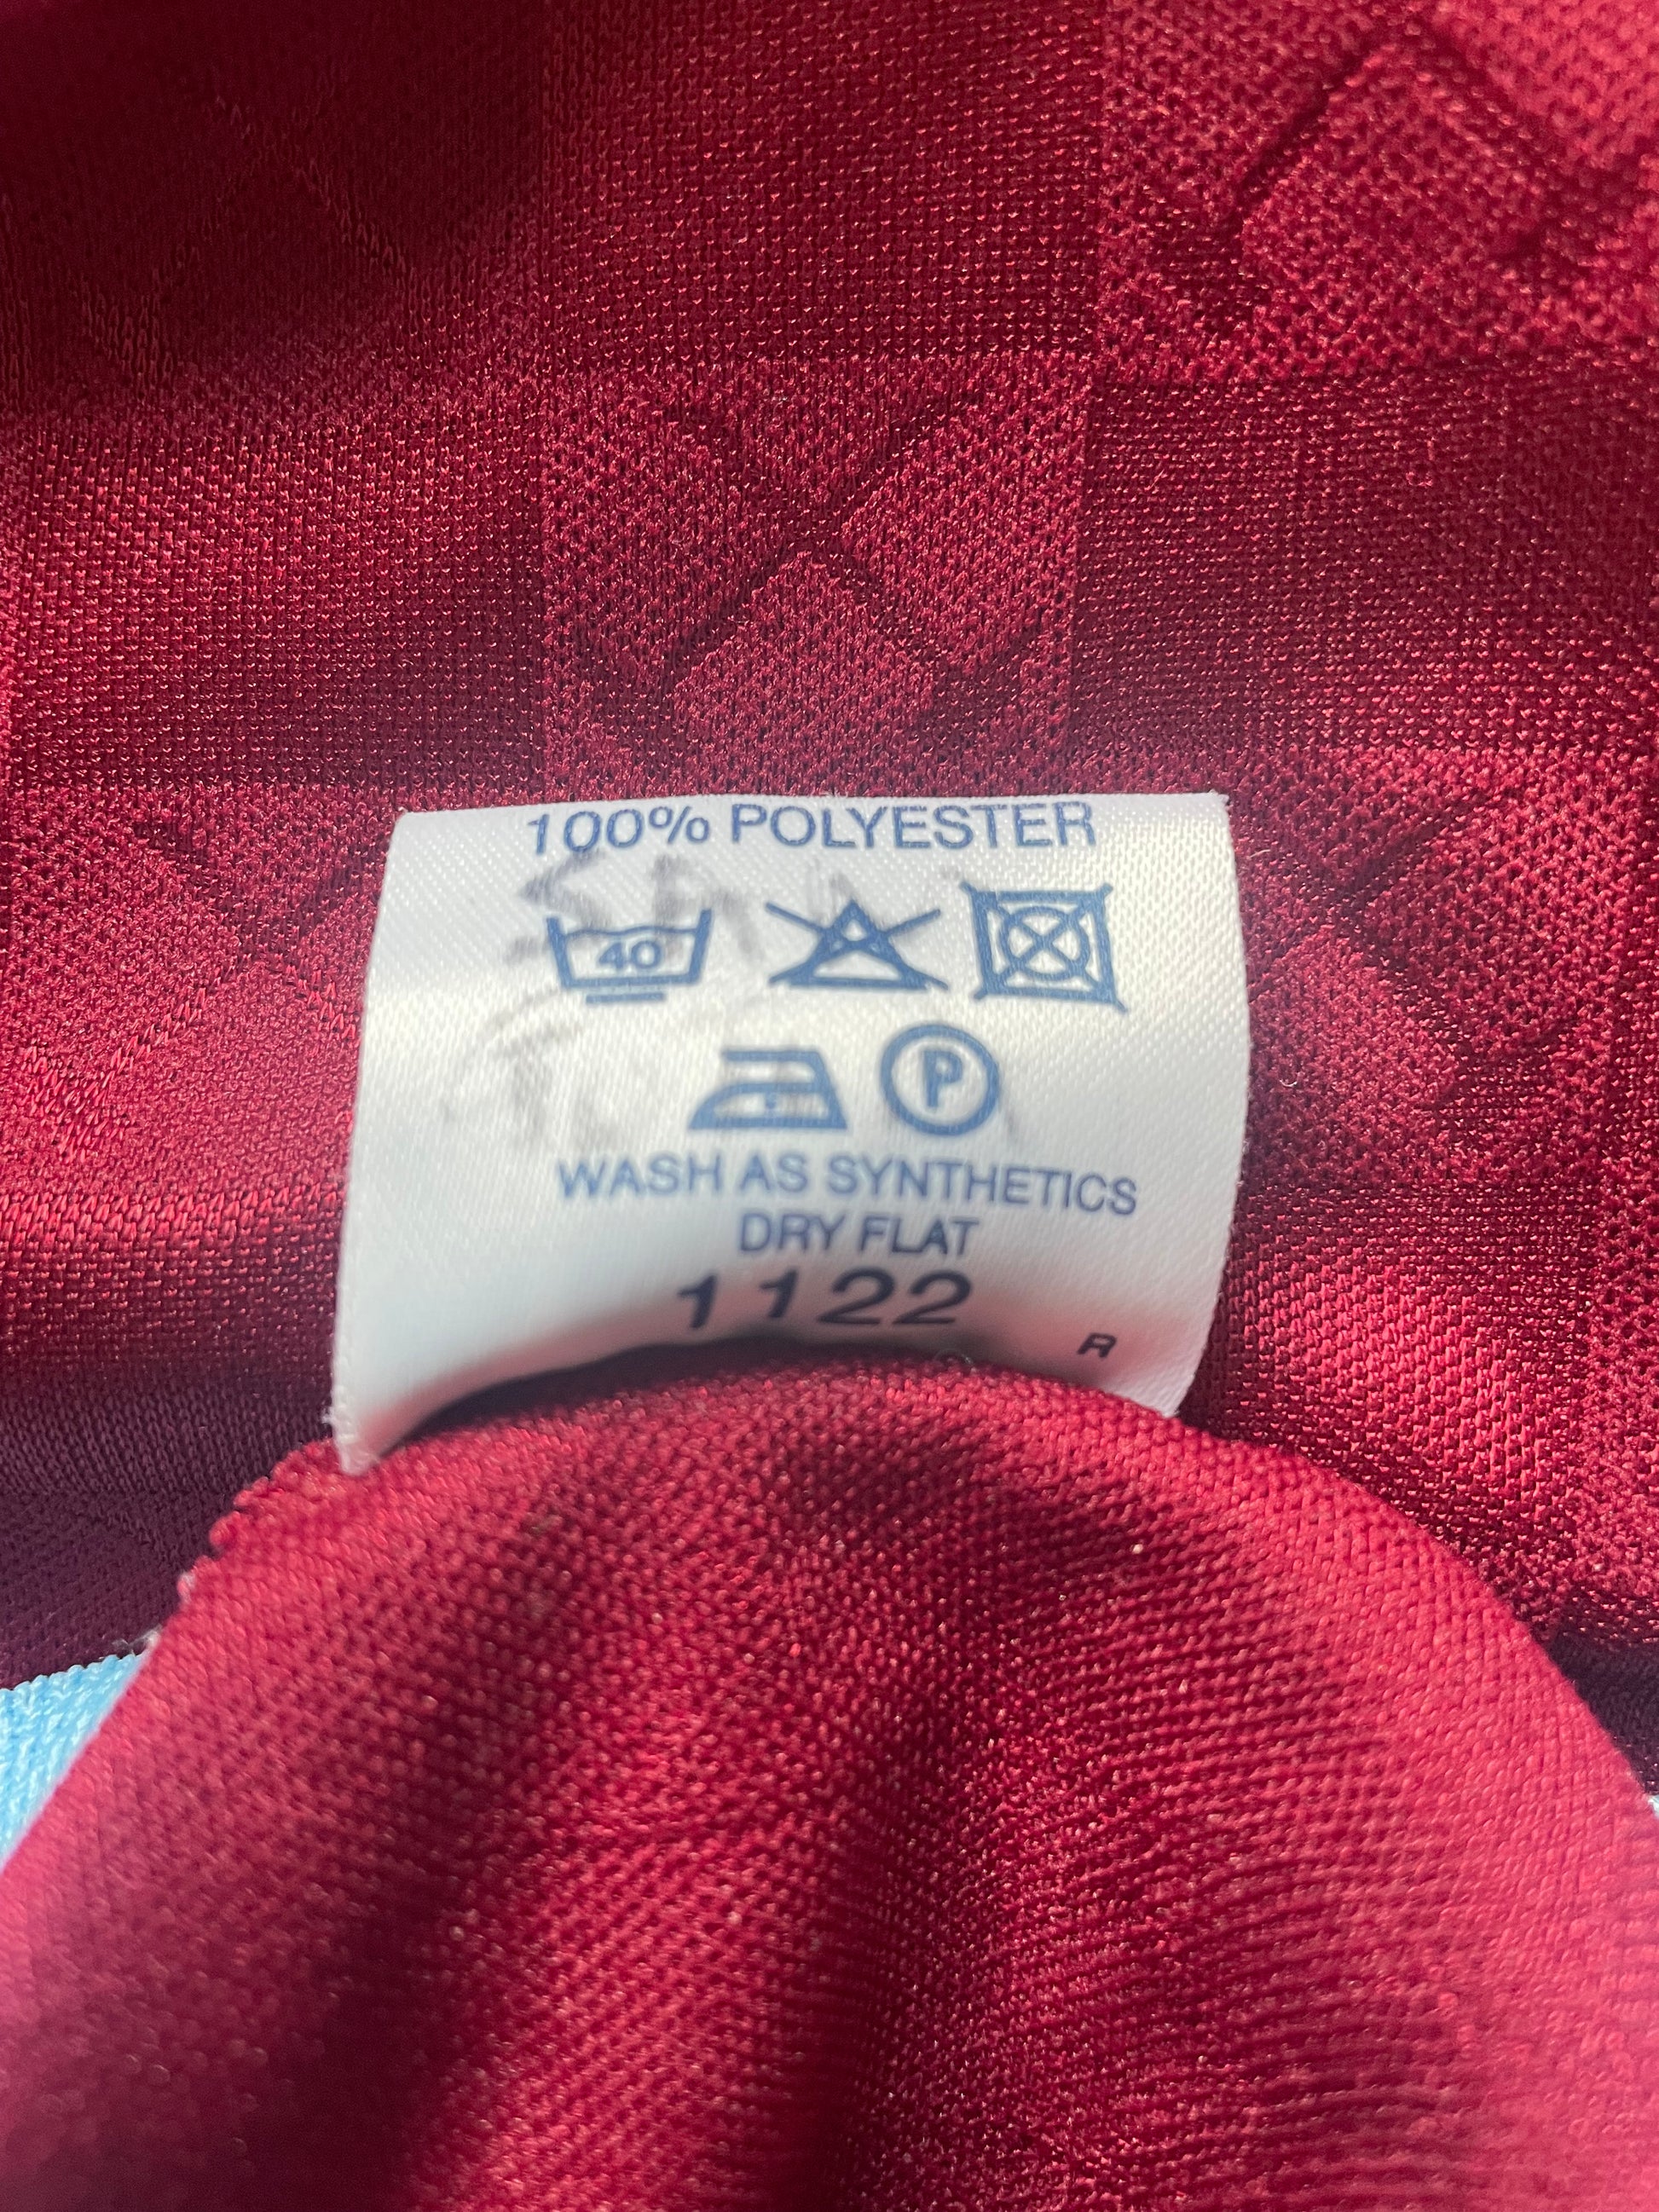 100% POLYESTER
40
P
WASH AS SYNTHETICS
DRY FLAT
1122
R